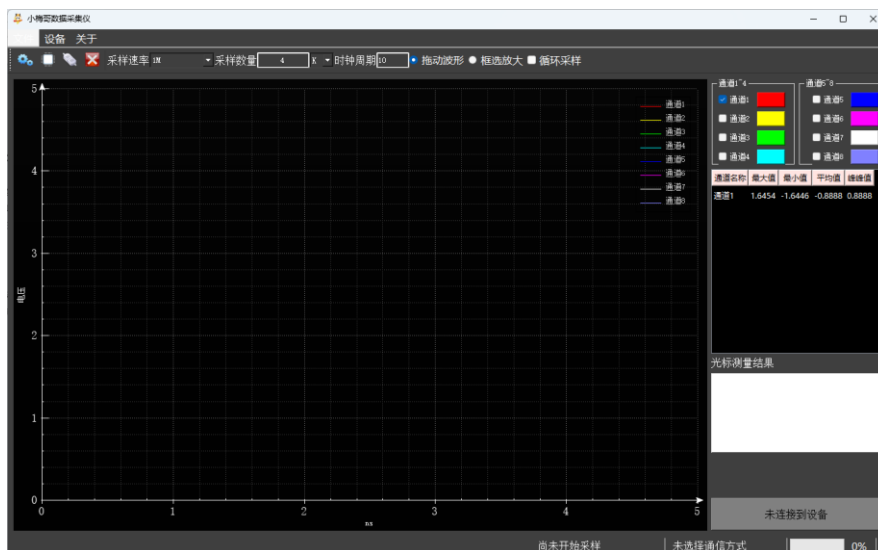 小梅哥数据采集仪
设备 关于
采样速率 1M 采样数量 4 K 时钟周期 10 拖动波形 框选放大 循环采样
通道1~4 通道5~8
通道1 通道5
通道2 通道6
通道3 通道7
通道4 通道8
通道1
通道2
通道3
通道4
通道5
通道6
通道7
通道8
通道名称 最大值 最小值 平均值 峰峰值
通道1 1.6454 -1.6446 -0.8888 0.8888
光标测量结果
电压
5
4
3
2
1
0
0 1 2 3 4 5
ns
未连接到设备
尚未开始采样 未选择通信方式 0%